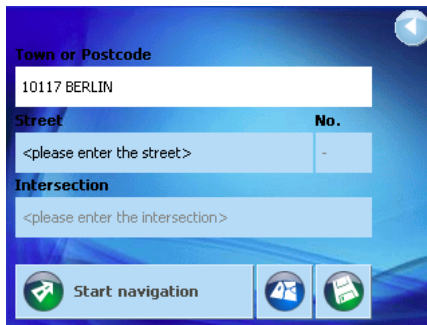 Town or Postcode
10117 BERLIN
Street No.
<please enter the street> -
Intersection
<please enter the intersection>
Start navigation